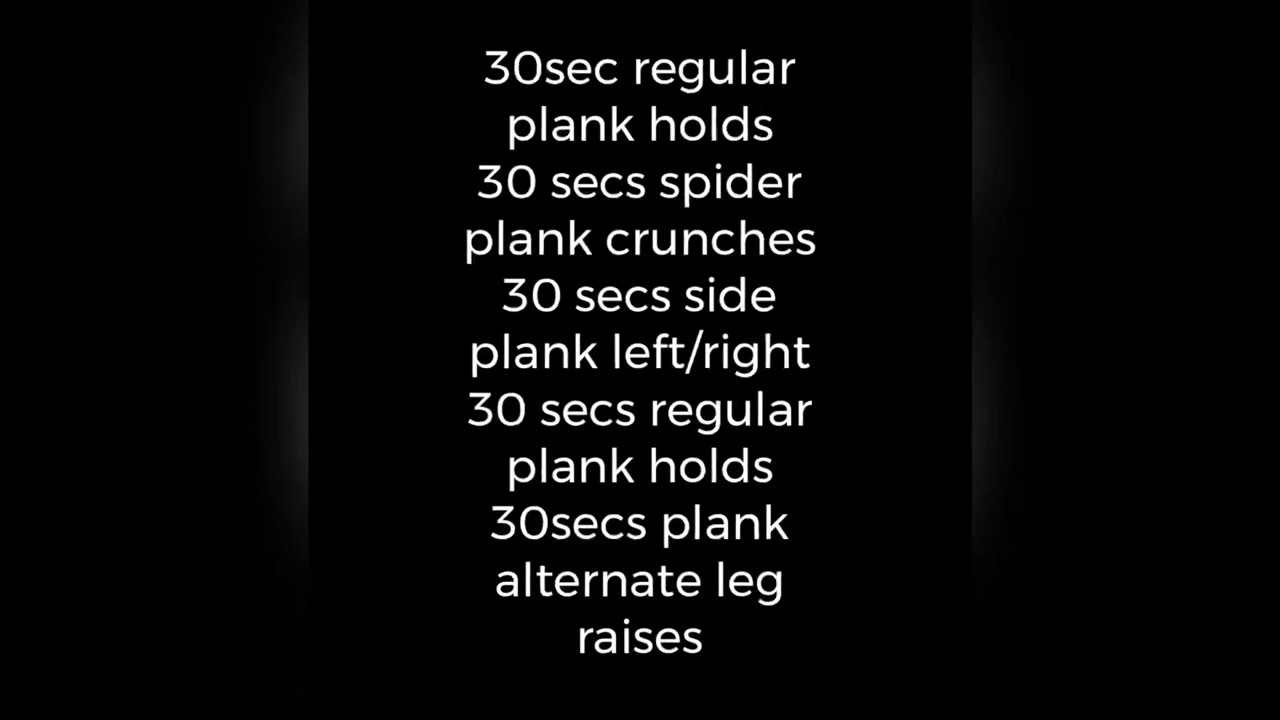 30sec regular
plank holds
30 secs spider
plank crunches
30 secs side
plank left/right
30 secs regular
plank holds
30secs plank
alternate leg
raises